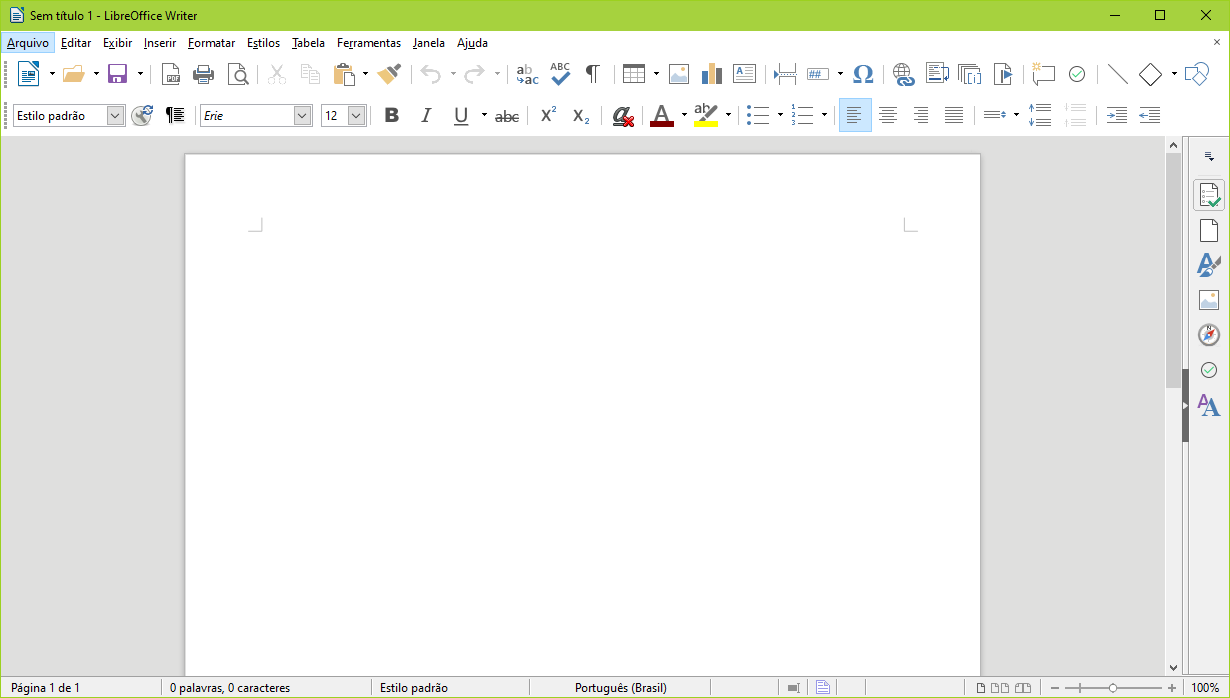 Sem título 1 - LibreOffice Writer
Arquivo Editar Exibir Inserir Formatar Estilos Tabela Ferramentas Janela Ajuda
Estilo padrão Erie 12
Página 1 de 1 0 palavras, 0 caracteres Estilo padrão Português (Brasil) 100%